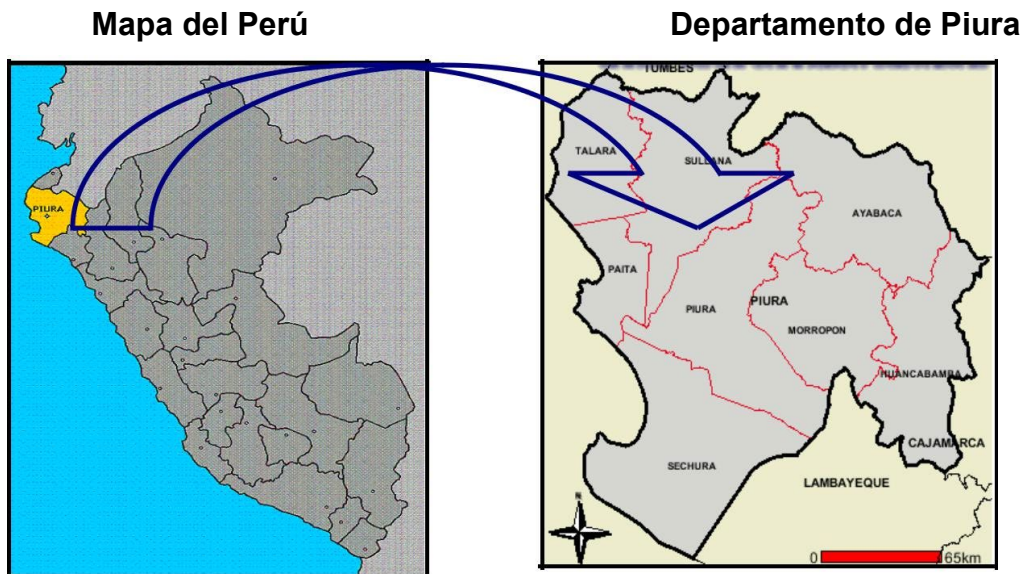 Mapa del Perú
Departamento de Piura
PIURA
TUMBES
TALARA
SULLANA
AYABACA
PAITA
PIURA
PIURA
MORROPON
HUANCABAMBA
CAJAMARCA
SECHURA
LAMBAYEQUE
N
0 65km